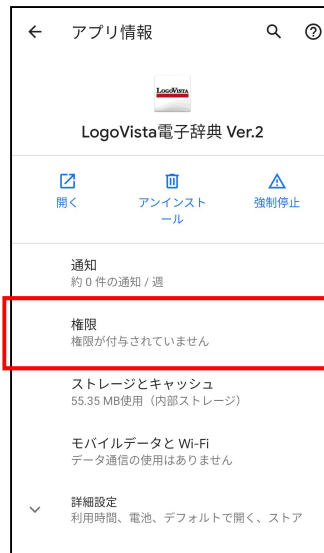 アプリ情報
LogoVista
LogoVista電子辞典 Ver.2
開く
アンインスト
ール
強制停止
通知
約 0 件の通知 / 週
権限
権限が付与されていません
ストレージとキャッシュ
55.35 MB使用（内部ストレージ）
モバイルデータと Wi-Fi
データ通信の使用はありません
詳細設定
利用時間、電池、デフォルトで開く、ストア